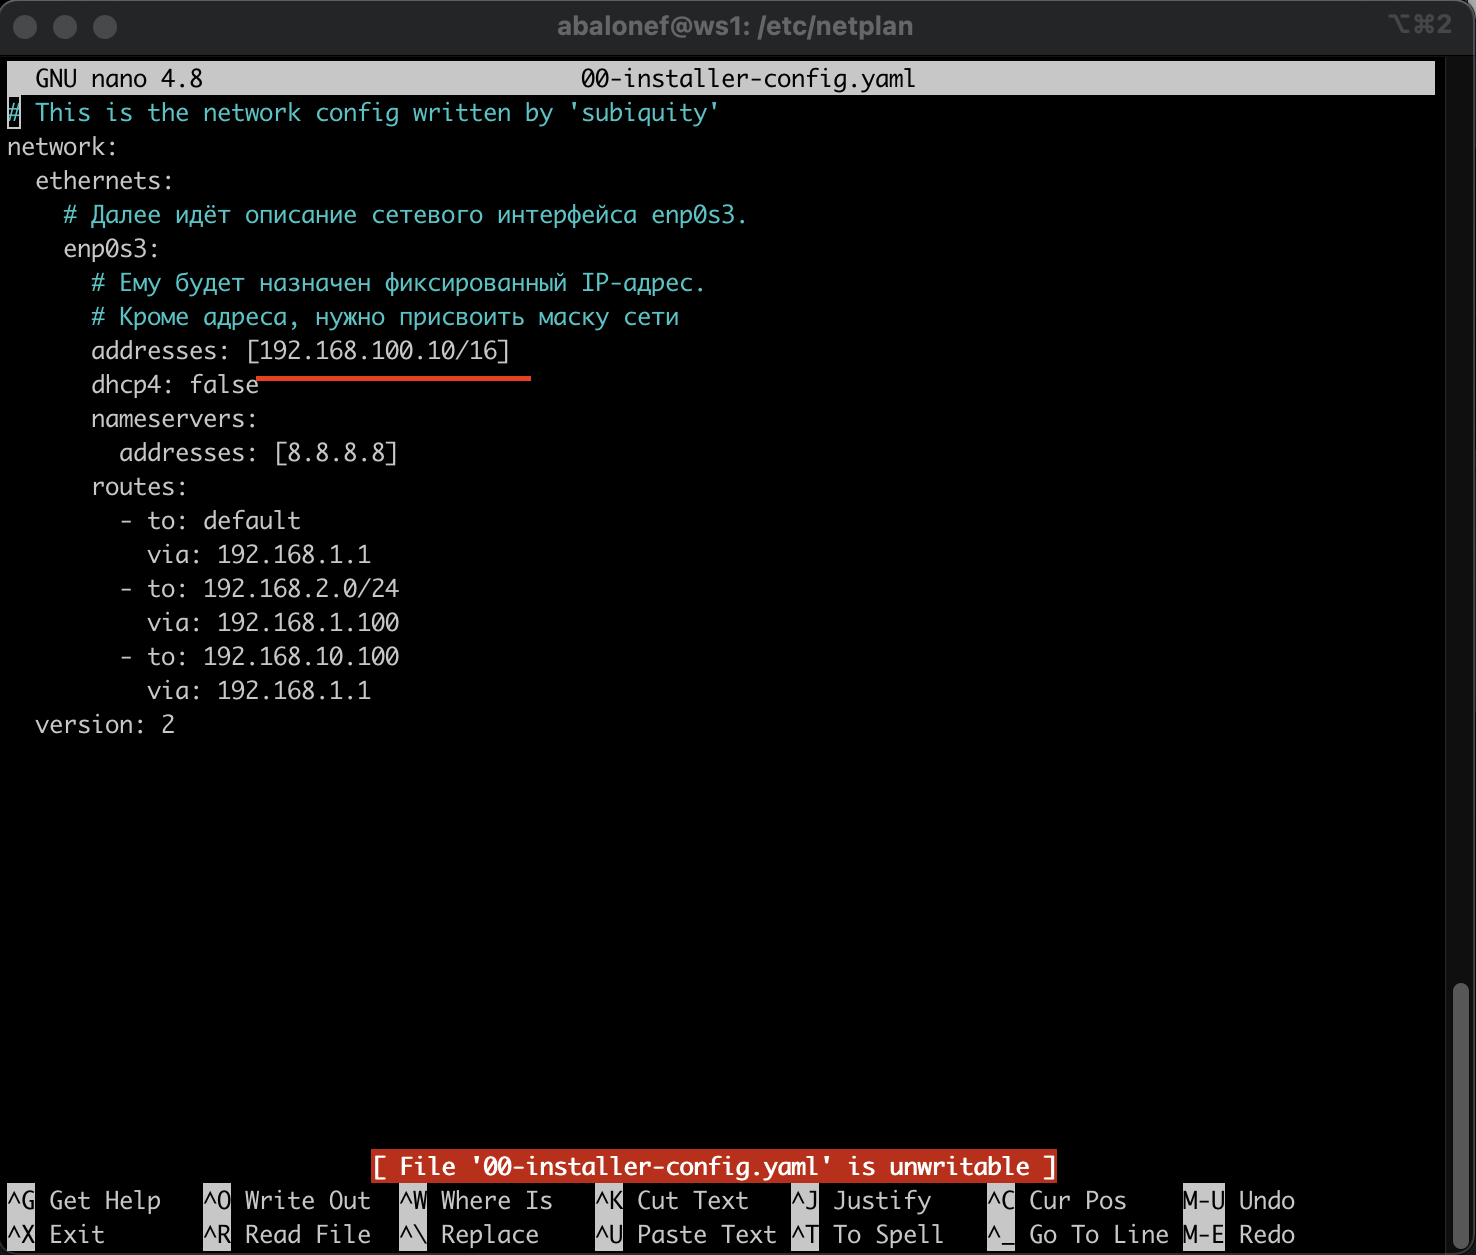 abalonef@ws1: /etc/netplan ⌥⌘2
GNU nano 4.8 00-installer-config.yaml
# This is the network config written by 'subiquity'
network:
  ethernets:
    # Далее идёт описание сетевого интерфейса enp0s3.
    enp0s3:
      # Ему будет назначен фиксированный IP-адрес.
      # Кроме адреса, нужно присвоить маску сети
      addresses: [192.168.100.10/16]
      dhcp4: false
      nameservers:
        addresses: [8.8.8.8]
      routes:
        - to: default
          via: 192.168.1.1
        - to: 192.168.2.0/24
          via: 192.168.1.100
        - to: 192.168.10.100
          via: 192.168.1.1
  version: 2
[ File '00-installer-config.yaml' is unwritable ]
^G Get Help ^O Write Out ^W Where Is ^K Cut Text ^J Justify ^C Cur Pos M-U Undo
^X Exit ^R Read File ^\ Replace ^U Paste Text ^T To Spell ^_ Go To Line M-E Redo